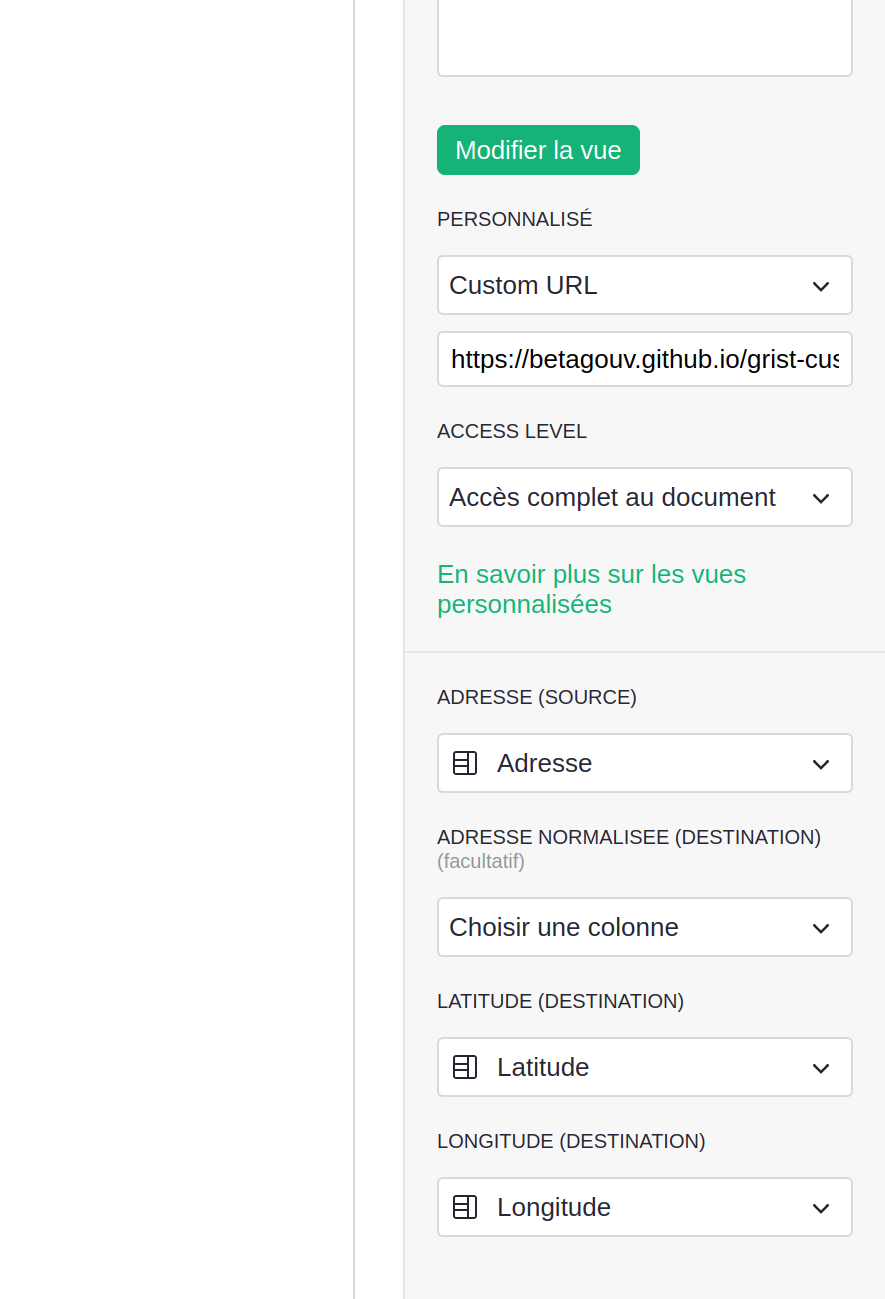 Modifier la vue
PERSONNALISÉ
Custom URL
https://betagouv.github.io/grist-cus
ACCESS LEVEL
Accès complet au document
En savoir plus sur les vues
personnalisées
ADRESSE (SOURCE)
Adresse
ADRESSE NORMALISEE (DESTINATION)
(facultatif)
Choisir une colonne
LATITUDE (DESTINATION)
Latitude
LONGITUDE (DESTINATION)
Longitude